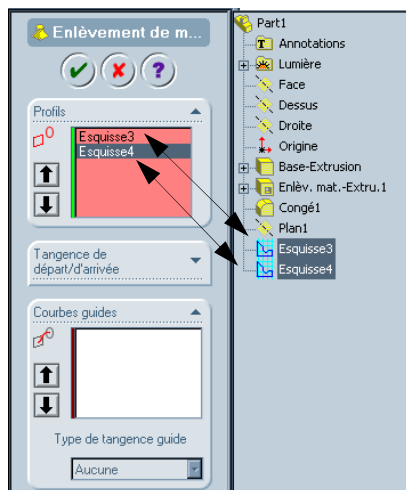 Enlèvement de m...
?
Profils
Esquisse3
Esquisse4
Tangence de
départ/d'arrivée
Courbes guides
Type de tangence guide
Aucune
Part1
Annotations
Lumière
Face
Dessus
Droite
Origine
Base-Extrusion
Enlèv. mat.-Extru.1
Congé1
Plan1
Esquisse3
Esquisse4